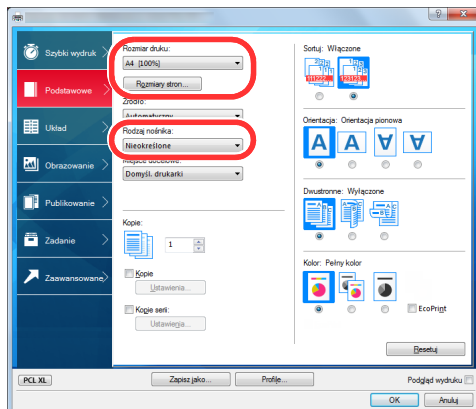 Szybki wydruk
Podstawowe
Układ
Obrazowanie
Publikowanie
Zadanie
Zaawansowane
Rozmiar druku:
A4 [100%]
Rozmiary stron...
Źródło:
Automatyczny
Rodzaj nośnika:
Nieokreślone
Miejsce docelowe:
Domyśl. drukarki
Kopie:
1
Kopie
Ustawienia...
Kopie serii:
Ustawienia...
Sortuj: Włączone
111222
123123
Orientacja: Orientacja pionowa
A A A A
Dwustronne: Wyłączone
Kolor: Pełny kolor
EcoPrint
Resetuj
PCL XL
Zapisz jako...
Profile...
Podgląd wydruku
OK
Anuluj